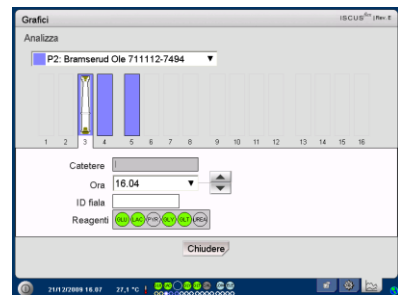 Grafici ISCUSflex | Rev. E
Analizza
P2: Bramserud Ole 711112-7494
1 2 3 4 5 6 7 8 9 10 11 12 13 14 15 16
Catetere
Ora 16.04
ID fiala
Reagenti GLU LAC PYR GLY GLT UREA
Chiudere
21/12/2009 16.07 27,1 °C